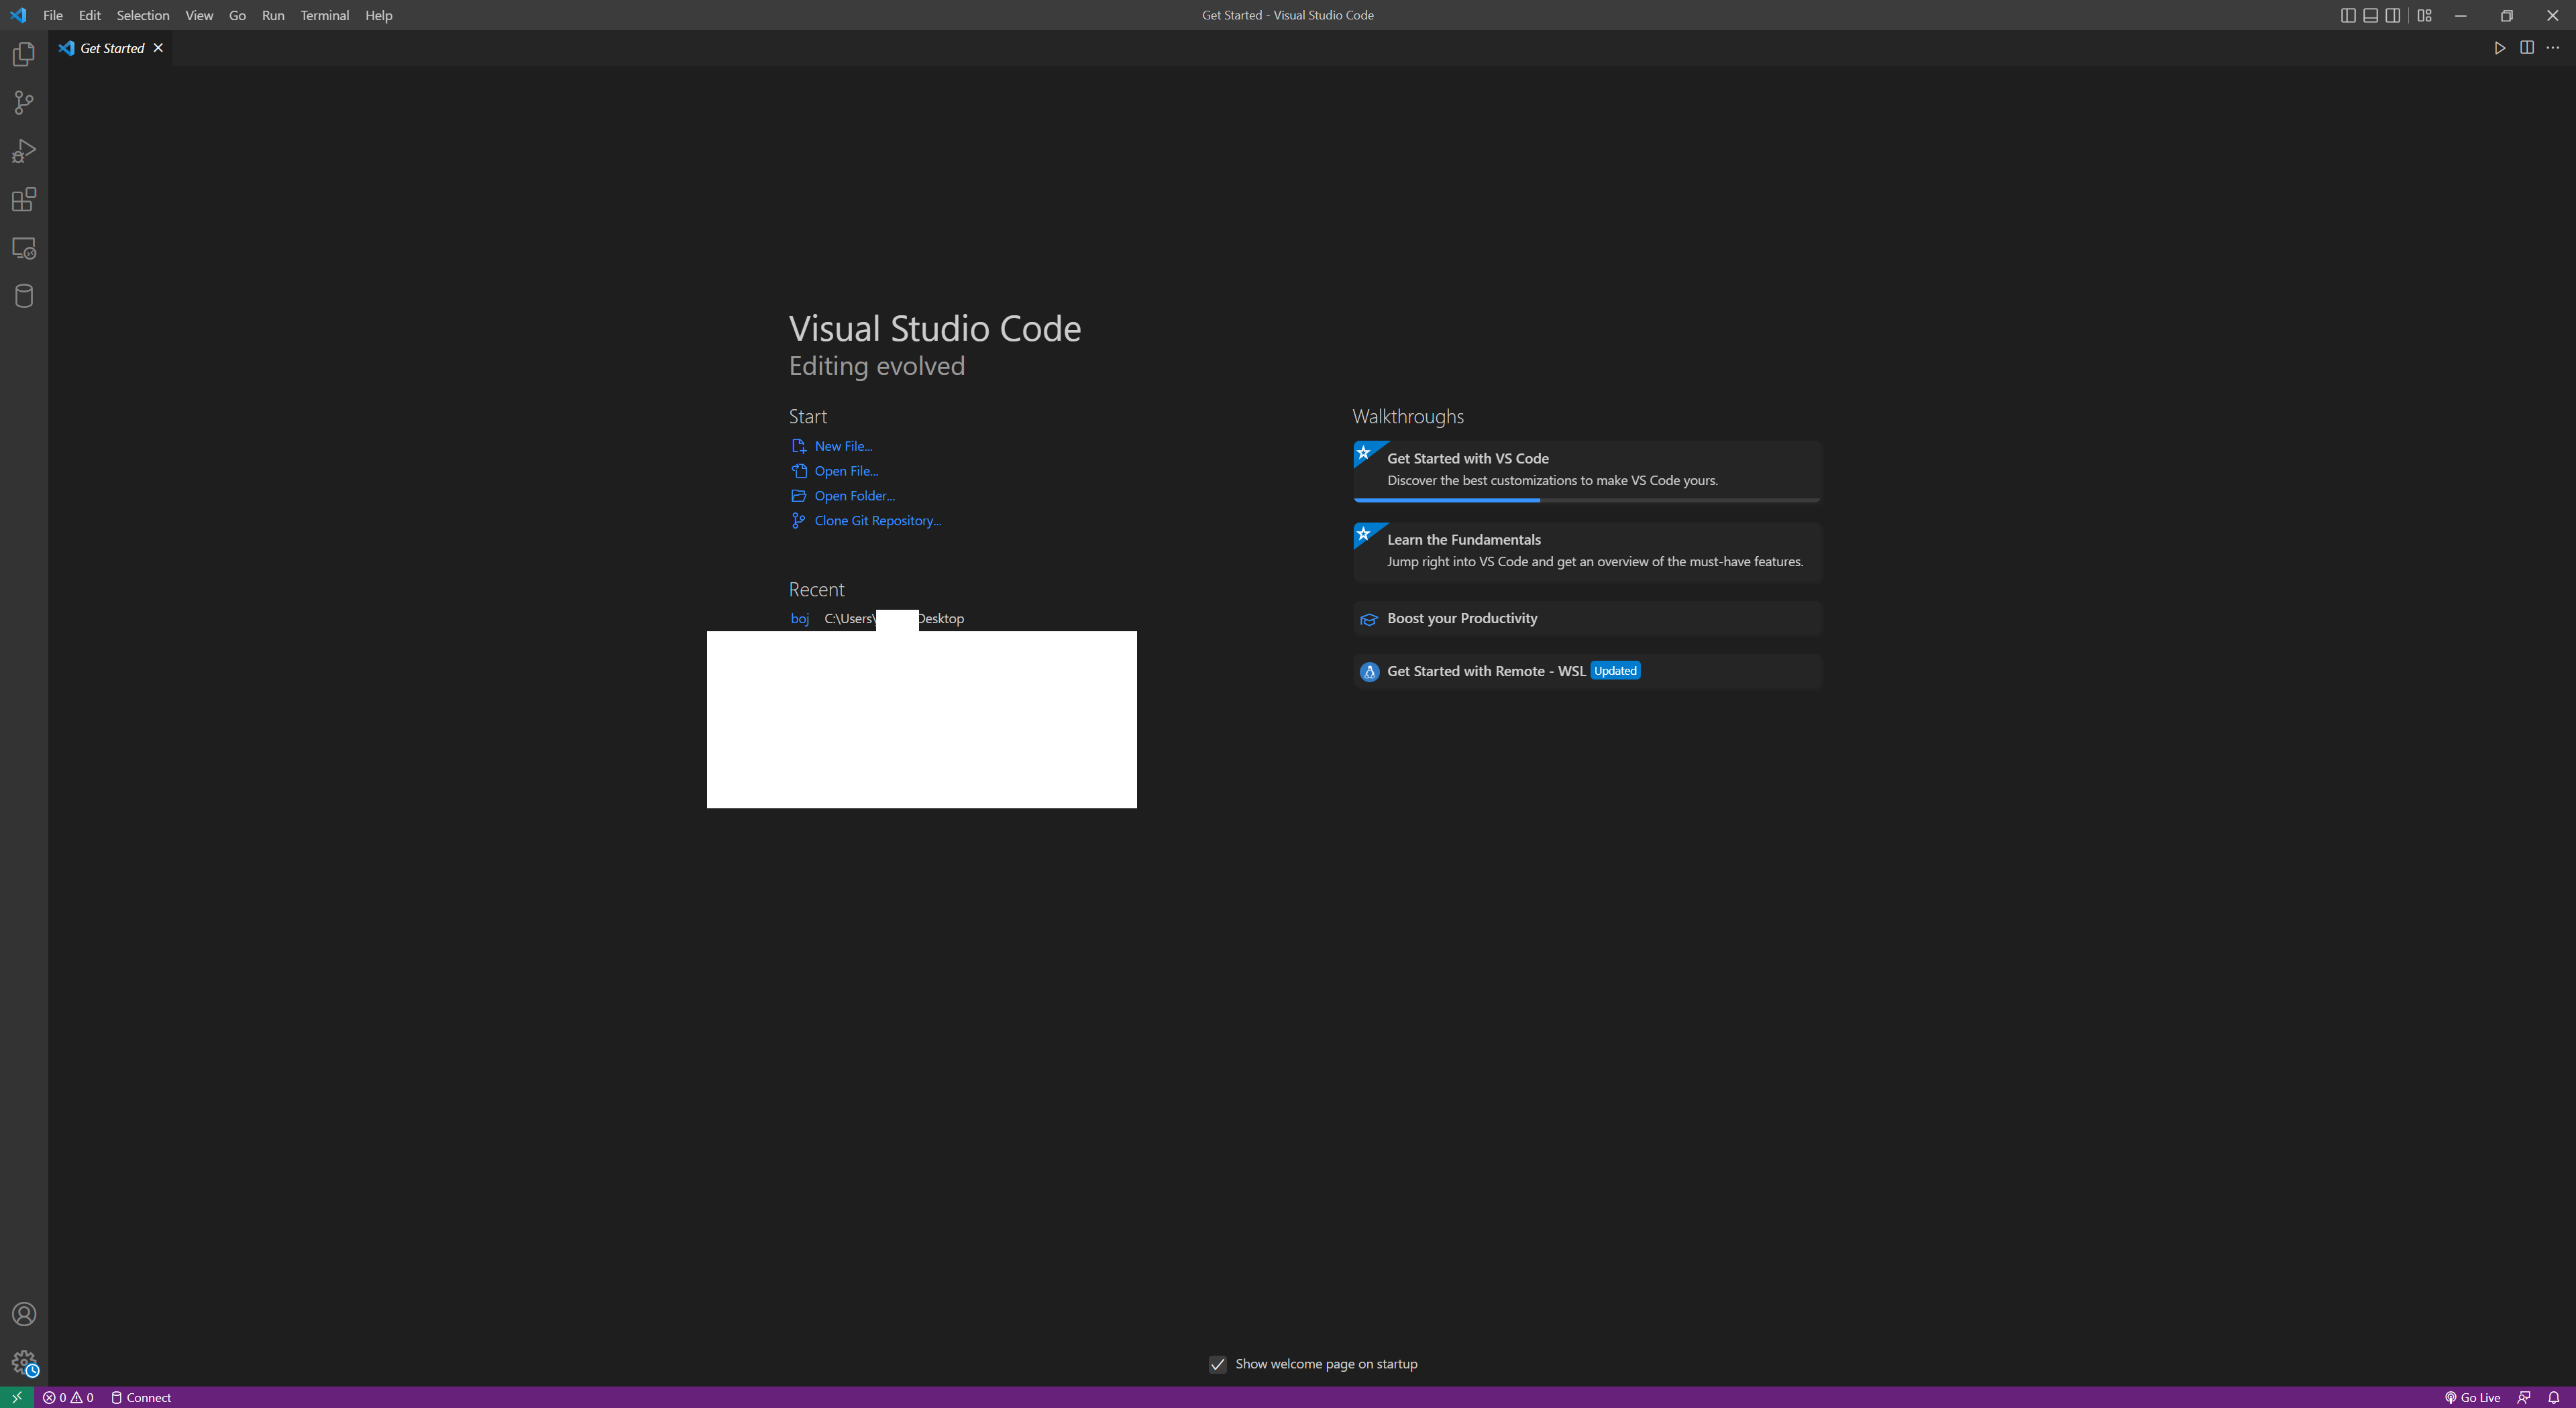 File Edit Selection View Go Run Terminal Help
Get Started - Visual Studio Code
Get Started
Visual Studio Code
Editing evolved
Start
New File...
Open File...
Open Folder...
Clone Git Repository...
Recent
boj C:\Users\ Desktop
Walkthroughs
Get Started with VS Code
Discover the best customizations to make VS Code yours.
Learn the Fundamentals
Jump right into VS Code and get an overview of the must-have features.
Boost your Productivity
Get Started with Remote - WSL Updated
Show welcome page on startup
0 0 Connect
Go Live